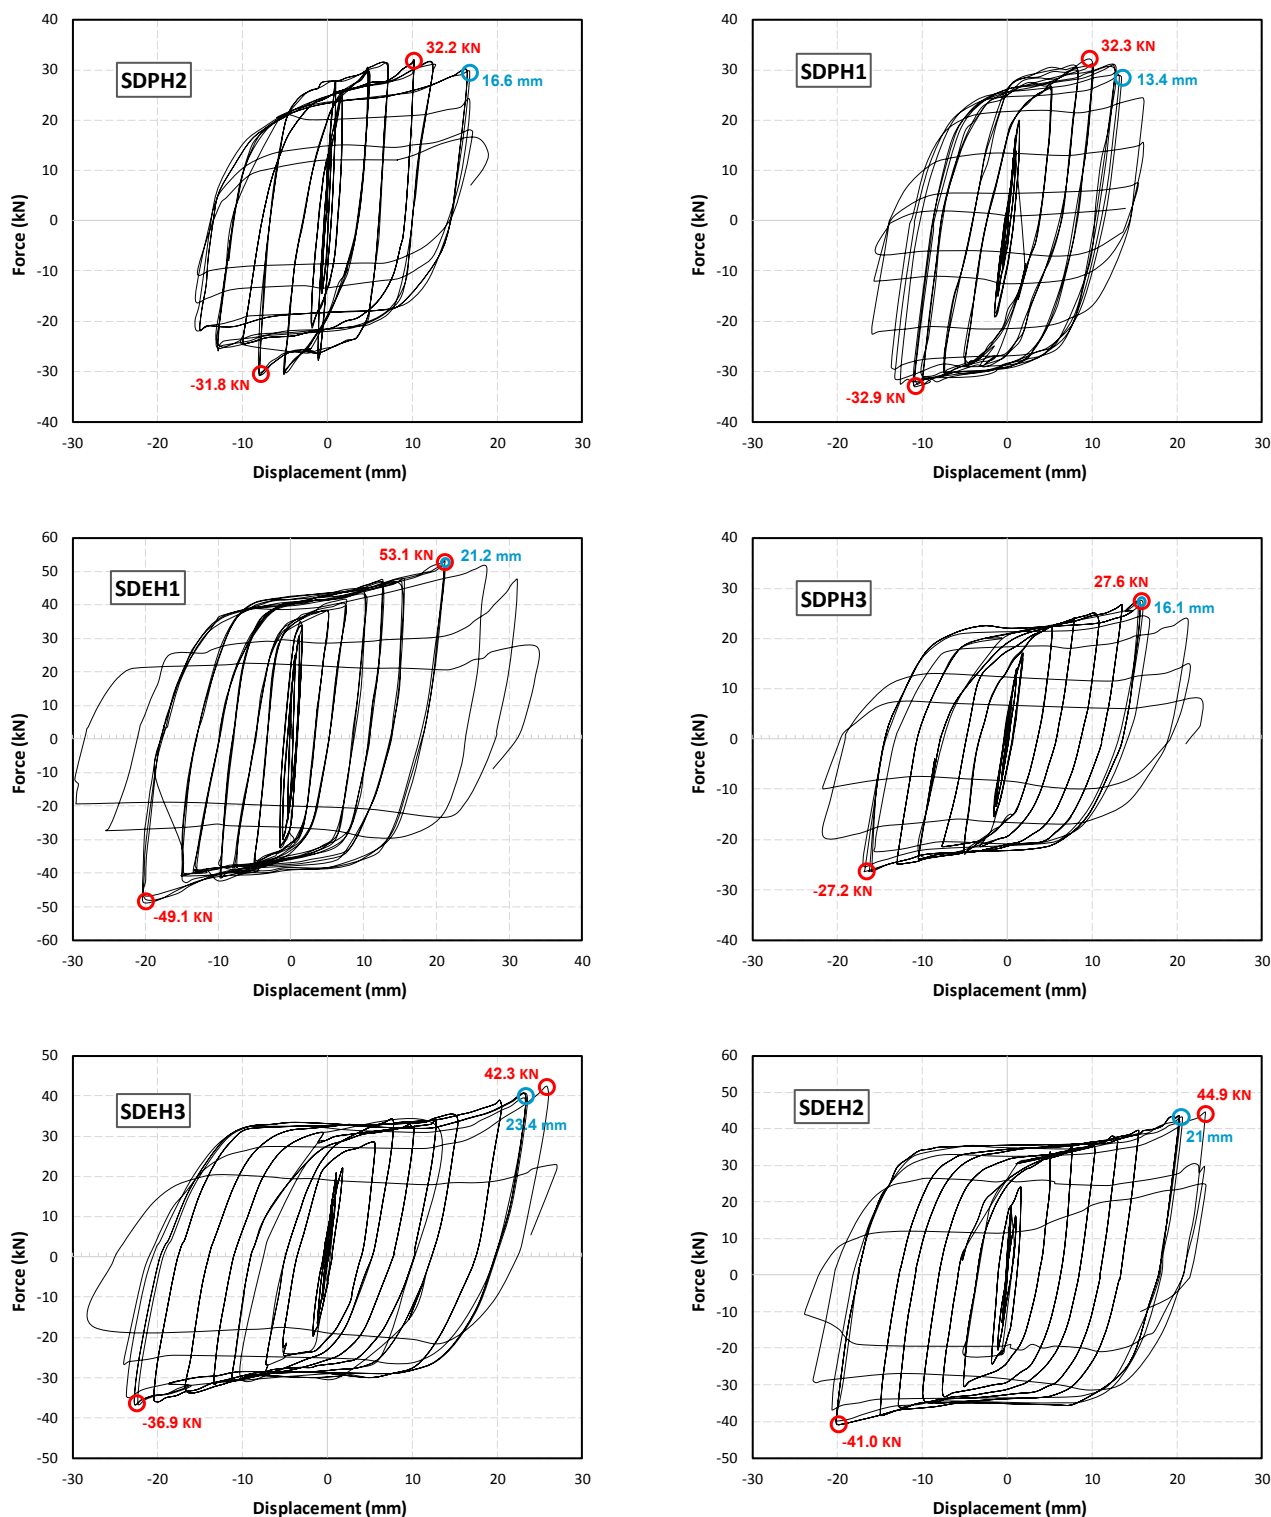 40
30
20
10
0
-10
-20
-30
-40
Force (kN)
SDPH2
32.2 KN
16.6 mm
-31.8 KN
-30
-20
-10
0
10
20
30
Displacement (mm)
40
30
20
10
0
-10
-20
-30
-40
Force (kN)
SDPH1
32.3 KN
13.4 mm
-32.9 KN
-30
-20
-10
0
10
20
30
Displacement (mm)
60
50
40
30
20
10
0
-10
-20
-30
-40
-50
-60
Force (kN)
SDEH1
53.1 KN
21.2 mm
-49.1 KN
-30
-20
-10
0
10
20
30
40
Displacement (mm)
40
30
20
10
0
-10
-20
-30
-40
Force (kN)
SDPH3
27.6 KN
16.1 mm
-27.2 KN
-30
-20
-10
0
10
20
30
Displacement (mm)
50
40
30
20
10
0
-10
-20
-30
-40
-50
Force (kN)
SDEH3
42.3 KN
23.4 mm
-36.9 KN
-30
-20
-10
0
10
20
30
Displacement (mm)
60
50
40
30
20
10
0
-10
-20
-30
-40
-50
Force (kN)
SDEH2
44.9 KN
21 mm
-41.0 KN
-30
-20
-10
0
10
20
30
Displacement (mm)